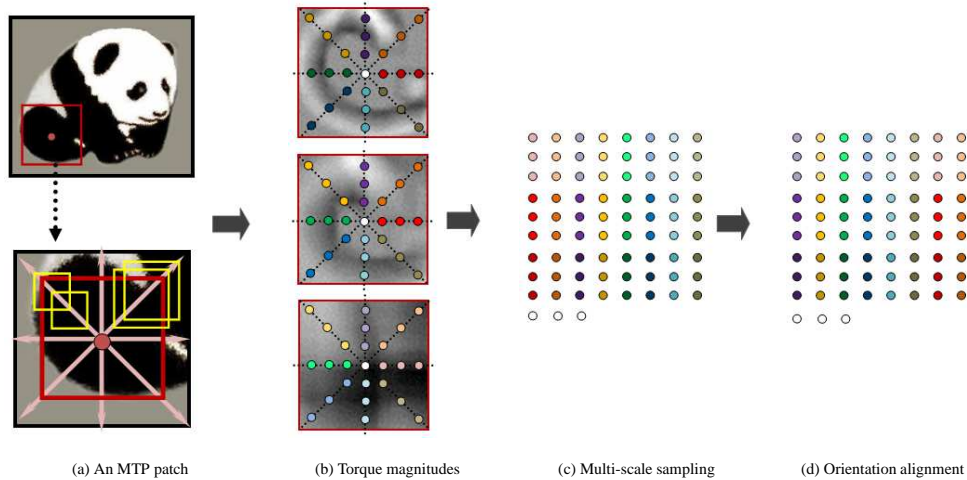 (a) An MTP patch
(b) Torque magnitudes
(c) Multi-scale sampling
(d) Orientation alignment